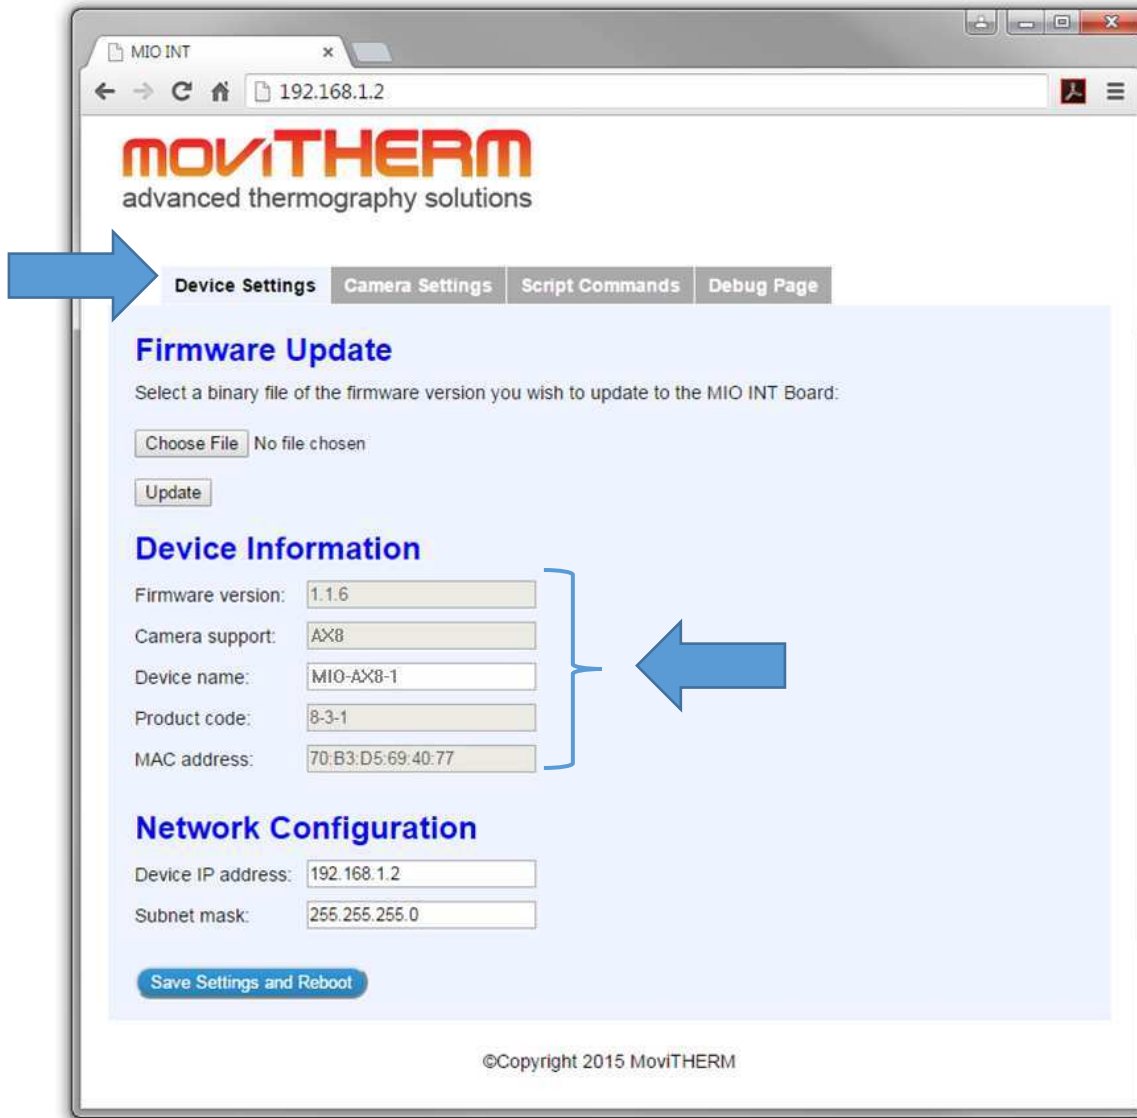 MIO INT
192.168.1.2
moviTHERM
advanced thermography solutions
Device Settings Camera Settings Script Commands Debug Page
Firmware Update
Select a binary file of the firmware version you wish to update to the MIO INT Board:
Choose File No file chosen
Update
Device Information
Firmware version: 1.1.6
Camera support: AX8
Device name: MIO-AX8-1
Product code: 8-3-1
MAC address: 70:B3:D5:69:40:77
Network Configuration
Device IP address: 192.168.1.2
Subnet mask: 255.255.255.0
Save Settings and Reboot
©Copyright 2015 MoviTHERM